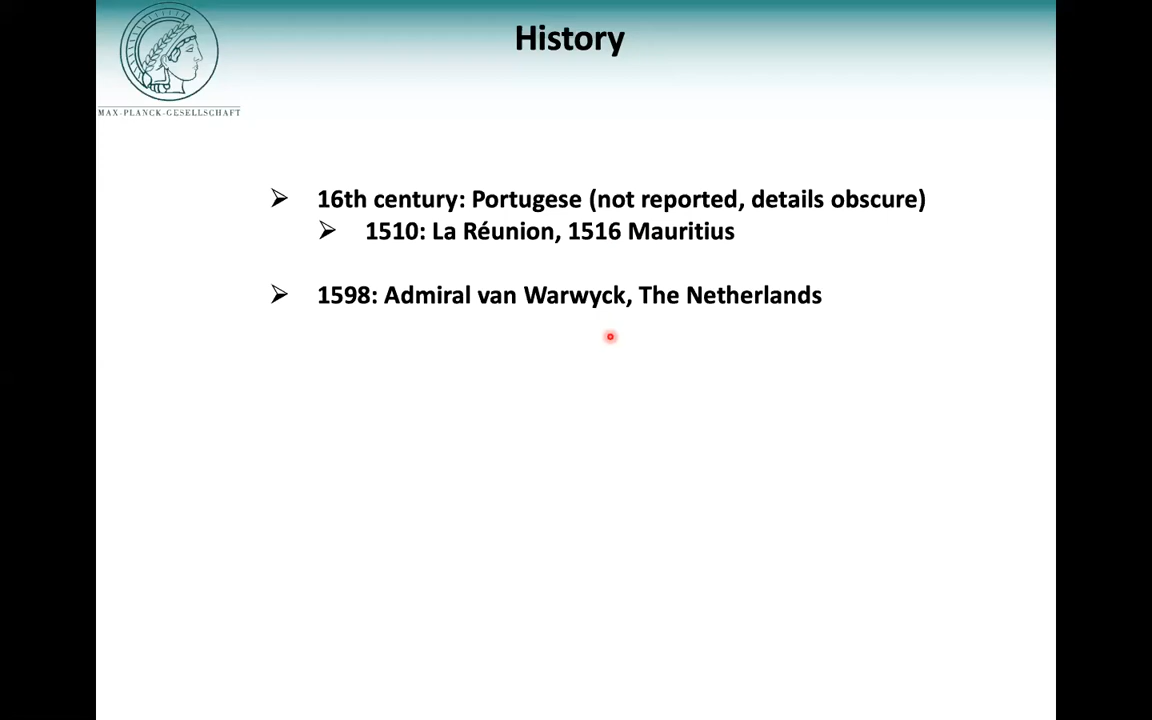 History
MAX-PLANCK-GESELLSCHAFT
16th century: Portugese (not reported, details obscure)
1510: La Réunion, 1516 Mauritius
1598: Admiral van Warwyck, The Netherlands